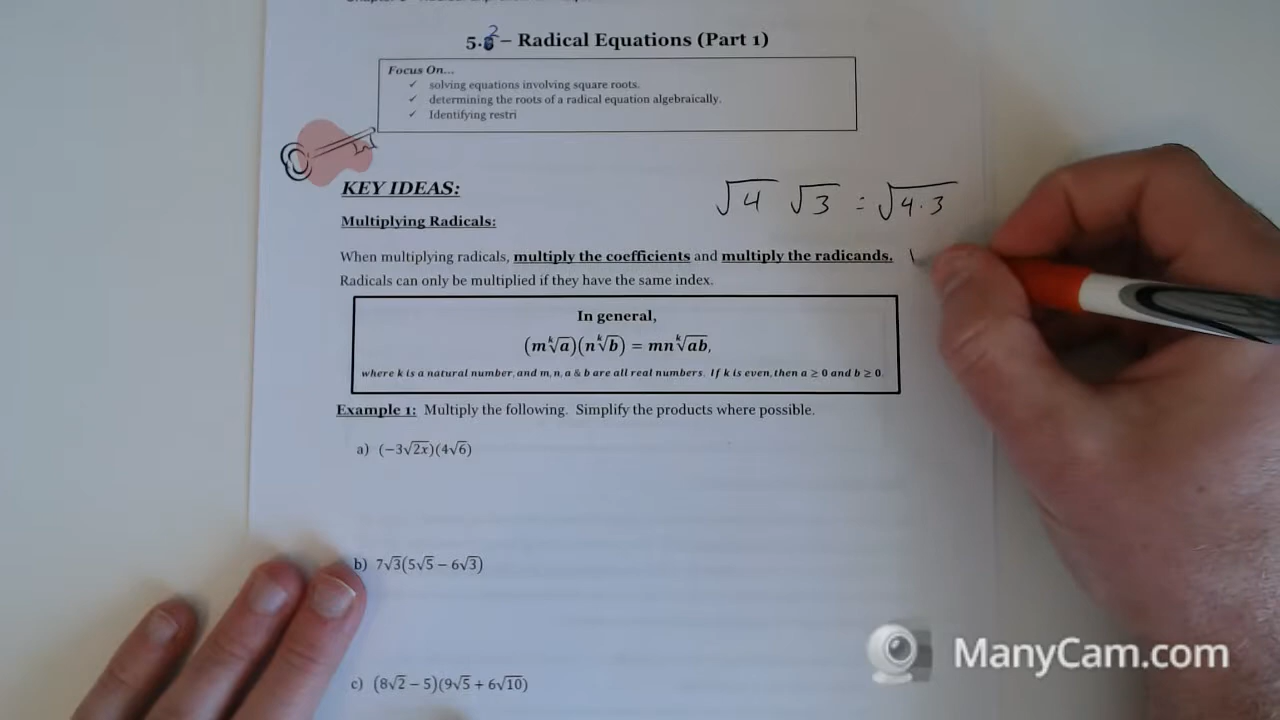 5.2 – Radical Equations (Part 1)
Focus On...
✓ solving equations involving square roots.
✓ determining the roots of a radical equation algebraically.
✓ Identifying restri
KEY IDEAS:
√4 √3 = √4·3
Multiplying Radicals:
When multiplying radicals, multiply the coefficients and multiply the radicands.
Radicals can only be multiplied if they have the same index.
In general,
(m ᵏ√a)(n ᵏ√b) = mn ᵏ√ab,
where k is a natural number, and m, n, a & b are all real numbers. If k is even, then a ≥ 0 and b ≥ 0.
Example 1: Multiply the following. Simplify the products where possible.
a) (−3√2x)(4√6)
b) 7√3(5√5 − 6√3)
c) (8√2 − 5)(9√5 + 6√10)
ManyCam.com